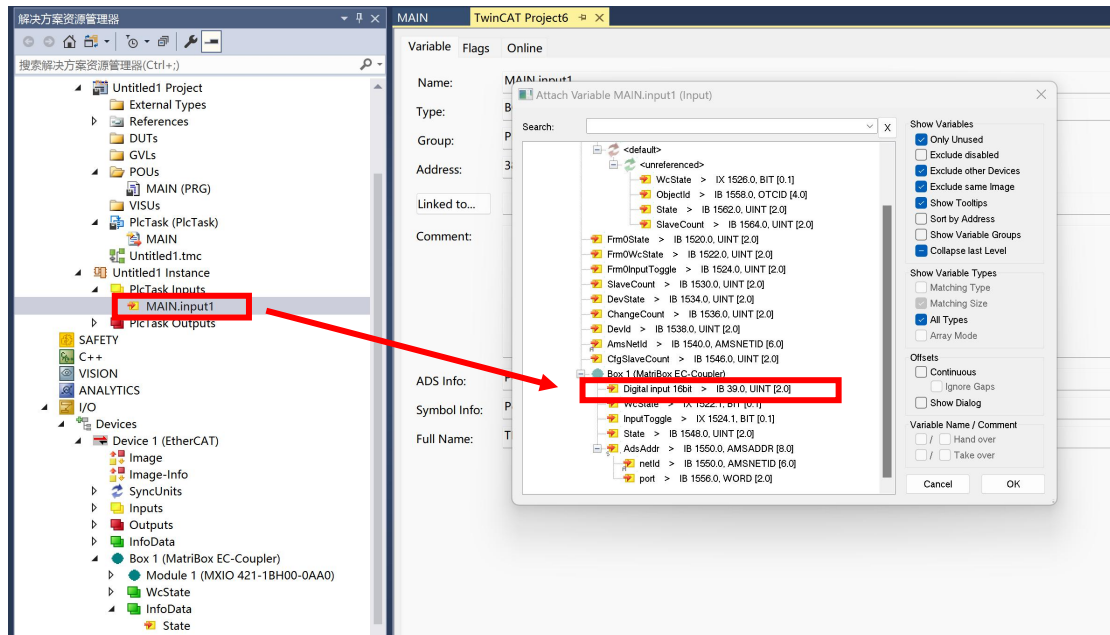 解决方案资源管理器
搜索解决方案资源管理器(Ctrl+;)
Untitled1 Project
External Types
References
DUTs
GVLs
POUs
MAIN (PRG)
VISUs
PlcTask (PlcTask)
MAIN
Untitled1.tmc
Untitled1 Instance
PlcTask Inputs
MAIN.input1
PlcTask Outputs
SAFETY
C++
VISION
ANALYTICS
I/O
Devices
Device 1 (EtherCAT)
Image
Image-Info
SyncUnits
Inputs
Outputs
InfoData
Box 1 (MatriBox EC-Coupler)
Module 1 (MXIO 421-1BH00-0AA0)
WcState
InfoData
State
MAIN
TwinCAT Project6
Variable
Flags
Online
Name:
MAIN.input1
Type:
Group:
Address:
Linked to...
Comment:
ADS Info:
Symbol Info:
Full Name:
Attach Variable MAIN.input1 (Input)
Search:
X
<default>
<unreferenced>
WcState > IX 1526.0, BIT [0.1]
ObjectId > IB 1558.0, OTCID [4.0]
State > IB 1562.0, UINT [2.0]
SlaveCount > IB 1564.0, UINT [2.0]
Frm0State > IB 1520.0, UINT [2.0]
Frm0WcState > IB 1522.0, UINT [2.0]
Frm0InputToggle > IB 1524.0, UINT [2.0]
SlaveCount > IB 1530.0, UINT [2.0]
DevState > IB 1534.0, UINT [2.0]
ChangeCount > IB 1536.0, UINT [2.0]
DevId > IB 1538.0, UINT [2.0]
AmsNetId > IB 1540.0, AMSNETID [6.0]
CfgSlaveCount > IB 1546.0, UINT [2.0]
Box 1 (MatriBox EC-Coupler)
Digital input 16bit > IB 39.0, UINT [2.0]
WcState > IX 1522.1, BIT [0.1]
InputToggle > IX 1524.1, BIT [0.1]
State > IB 1548.0, UINT [2.0]
AdsAddr > IB 1550.0, AMSADDR [8.0]
netId > IB 1550.0, AMSNETID [6.0]
port > IB 1556.0, WORD [2.0]
Show Variables
Only Unused
Exclude disabled
Exclude other Devices
Exclude same Image
Show Tooltips
Sort by Address
Show Variable Groups
Collapse last Level
Show Variable Types
Matching Type
Matching Size
All Types
Array Mode
Offsets
Continuous
Ignore Gaps
Show Dialog
Variable Name / Comment
/ Hand over
/ Take over
Cancel
OK